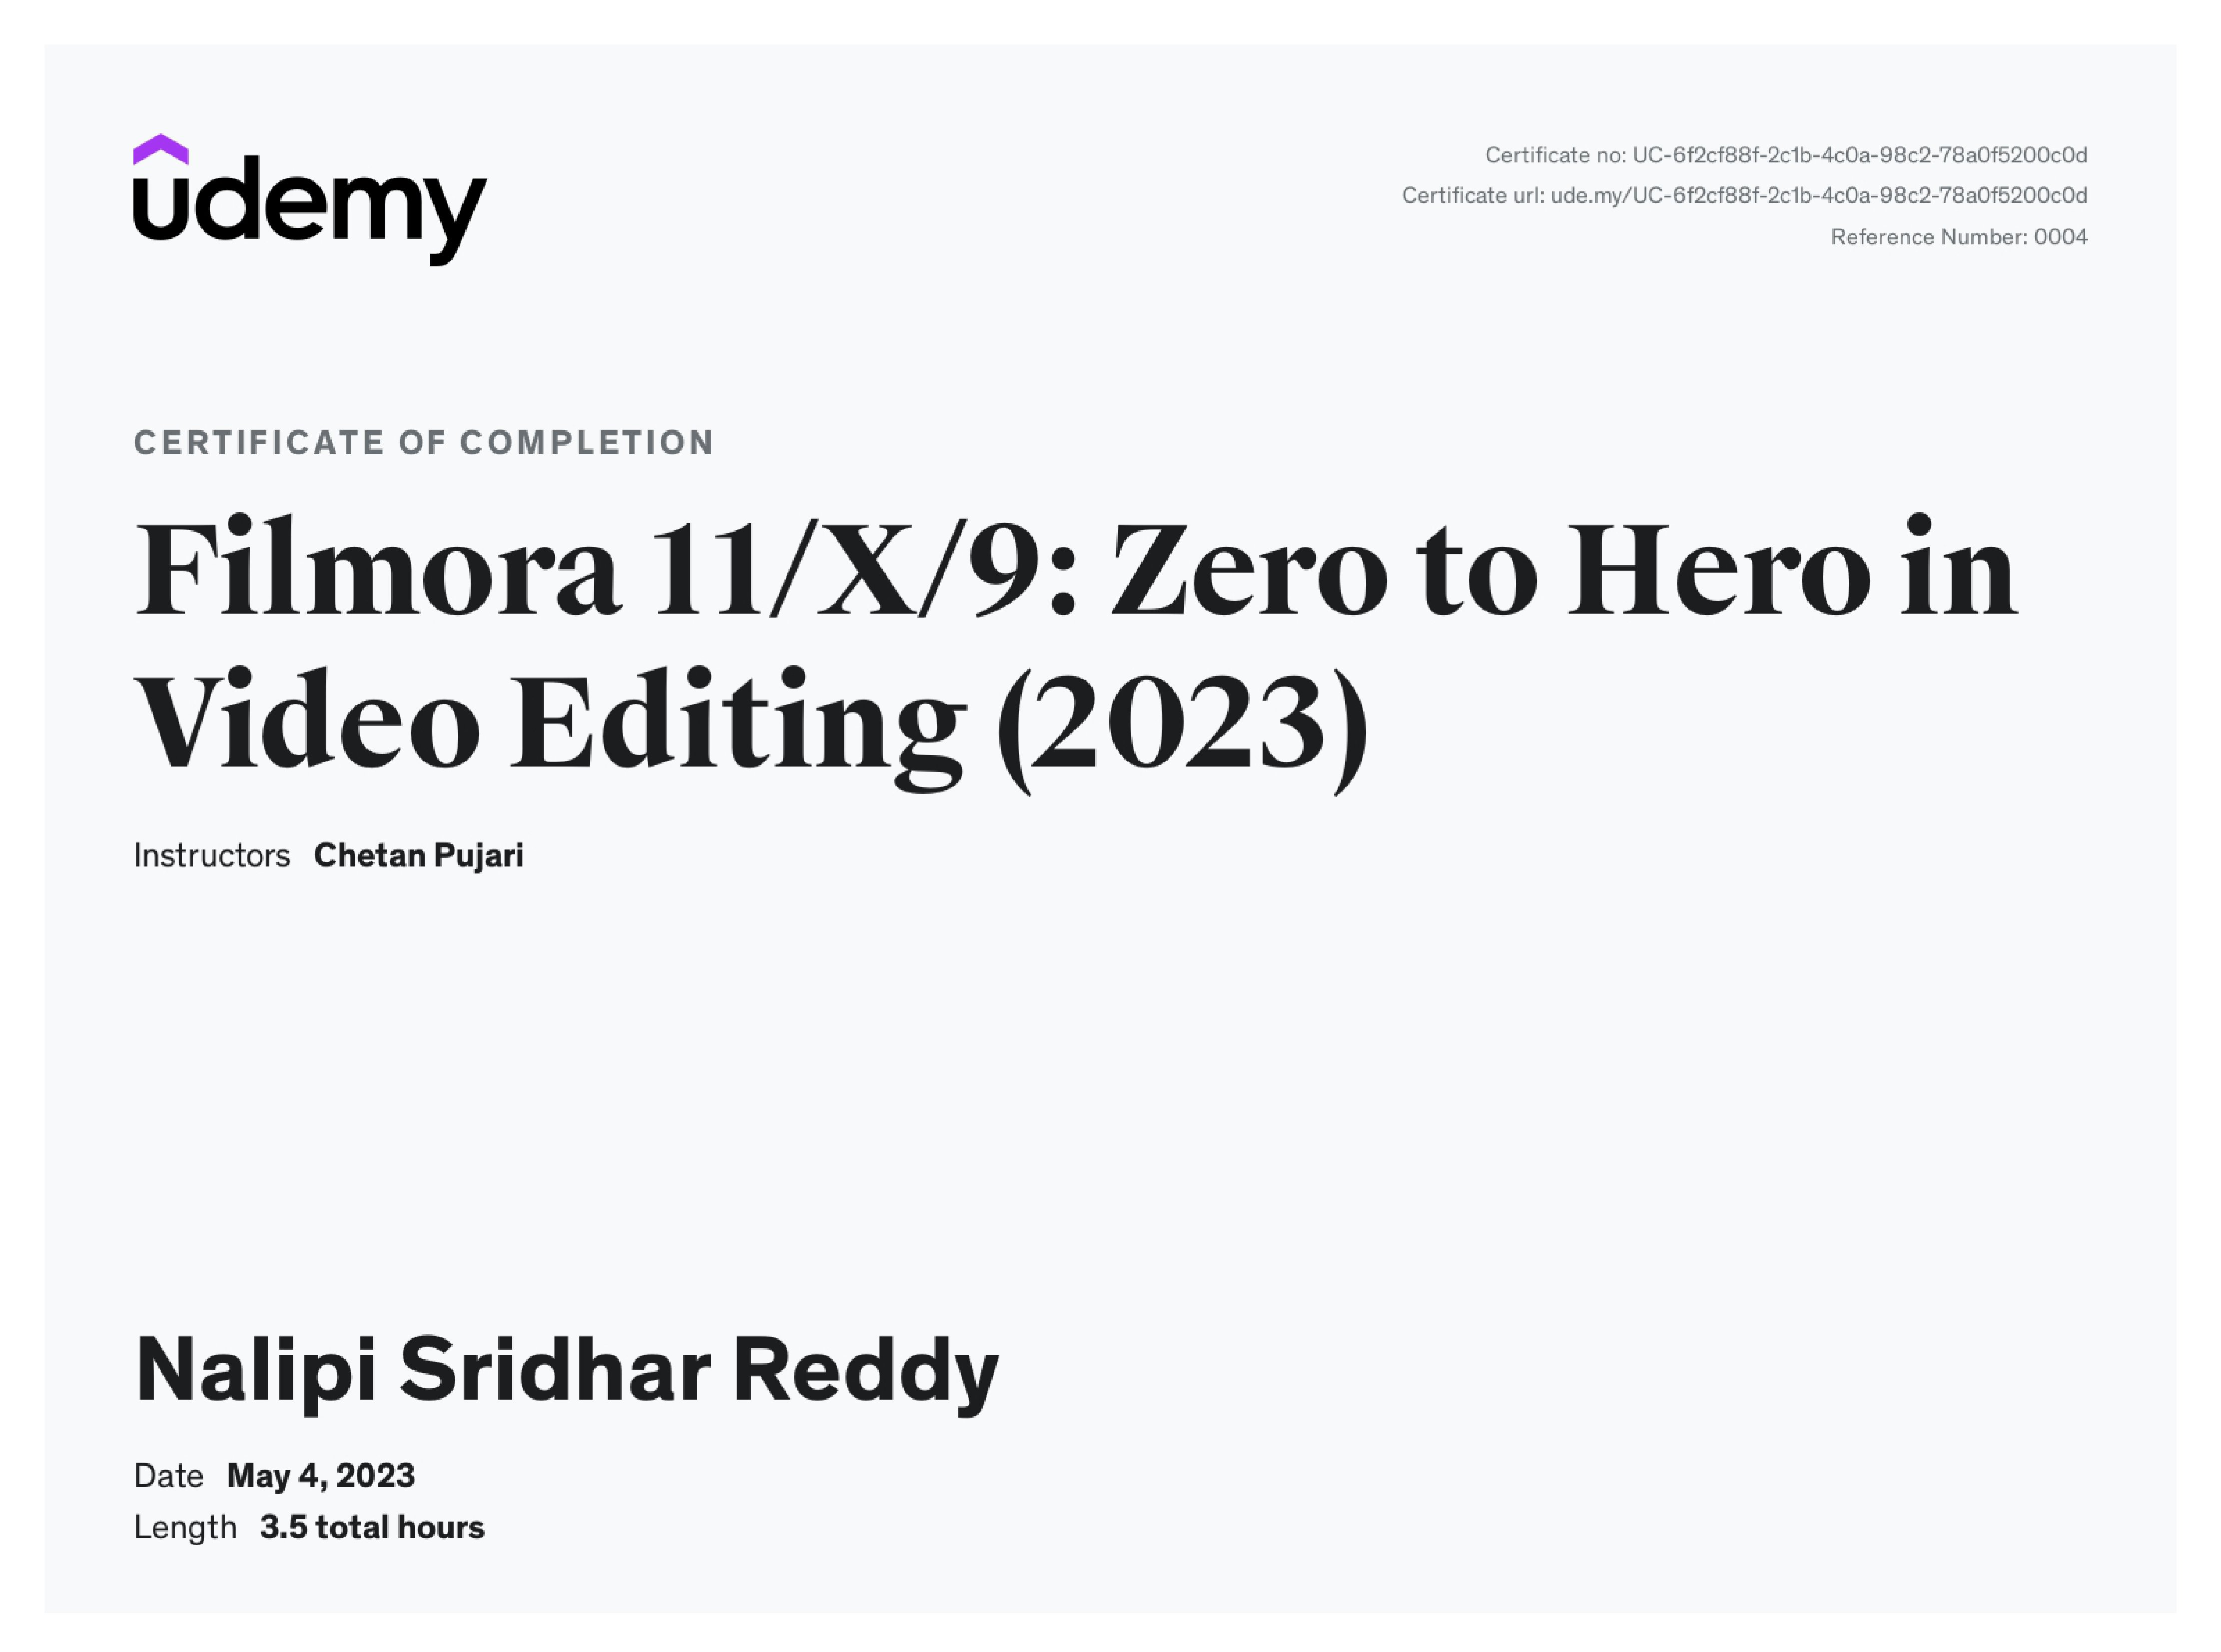 udemy
Certificate no: UC-6f2cf88f-2c1b-4c0a-98c2-78a0f5200c0d
Certificate url: ude.my/UC-6f2cf88f-2c1b-4c0a-98c2-78a0f5200c0d
Reference Number: 0004
CERTIFICATE OF COMPLETION
Filmora 11/X/9: Zero to Hero in
Video Editing (2023)
Instructors Chetan Pujari
Nalipi Sridhar Reddy
Date May 4, 2023
Length 3.5 total hours